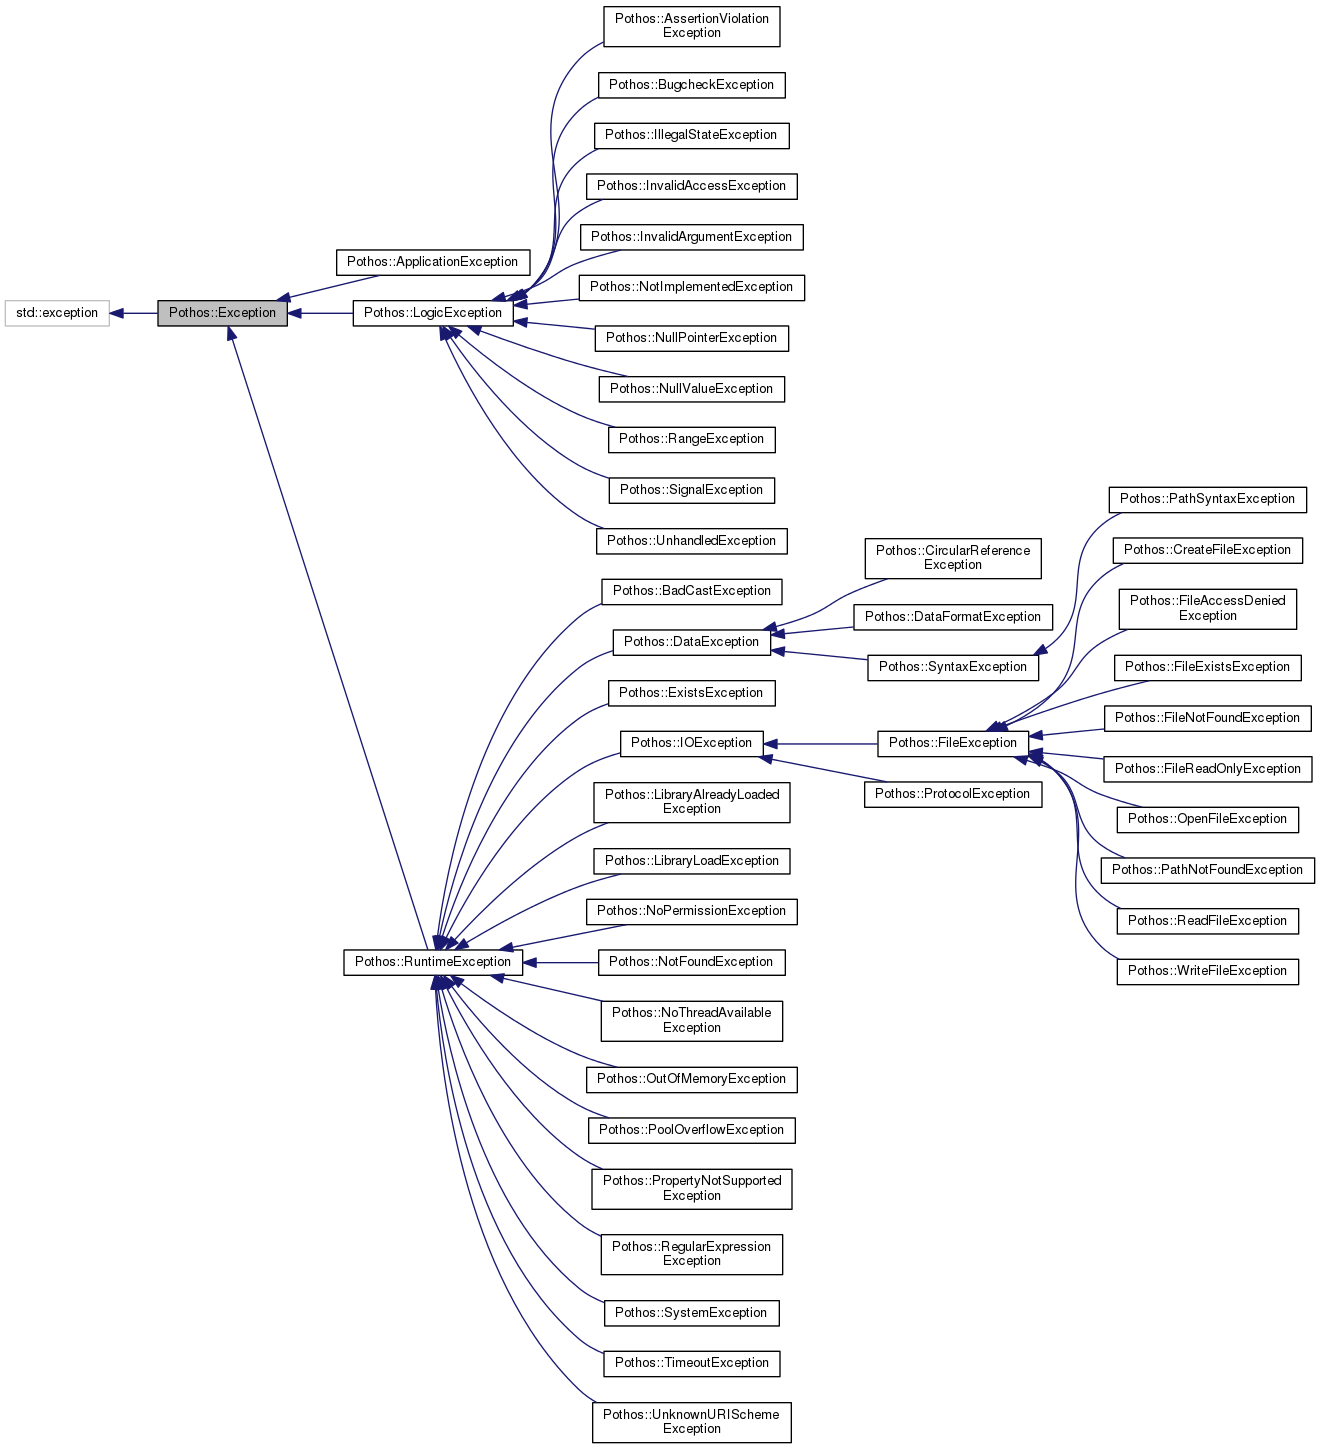 Pothos::AssertionViolation
Exception
Pothos::BugcheckException
Pothos::IllegalStateException
Pothos::InvalidAccessException
Pothos::InvalidArgumentException
Pothos::ApplicationException
Pothos::NotImplementedException
std::exception
Pothos::Exception
Pothos::LogicException
Pothos::NullPointerException
Pothos::NullValueException
Pothos::RangeException
Pothos::SignalException
Pothos::PathSyntaxException
Pothos::UnhandledException
Pothos::CircularReference
Exception
Pothos::CreateFileException
Pothos::BadCastException
Pothos::DataFormatException
Pothos::FileAccessDenied
Exception
Pothos::DataException
Pothos::SyntaxException
Pothos::FileExistsException
Pothos::ExistsException
Pothos::FileNotFoundException
Pothos::IOException
Pothos::FileException
Pothos::FileReadOnlyException
Pothos::LibraryAlreadyLoaded
Exception
Pothos::ProtocolException
Pothos::OpenFileException
Pothos::LibraryLoadException
Pothos::PathNotFoundException
Pothos::NoPermissionException
Pothos::ReadFileException
Pothos::RuntimeException
Pothos::NotFoundException
Pothos::WriteFileException
Pothos::NoThreadAvailable
Exception
Pothos::OutOfMemoryException
Pothos::PoolOverflowException
Pothos::PropertyNotSupported
Exception
Pothos::RegularExpression
Exception
Pothos::SystemException
Pothos::TimeoutException
Pothos::UnknownURIScheme
Exception